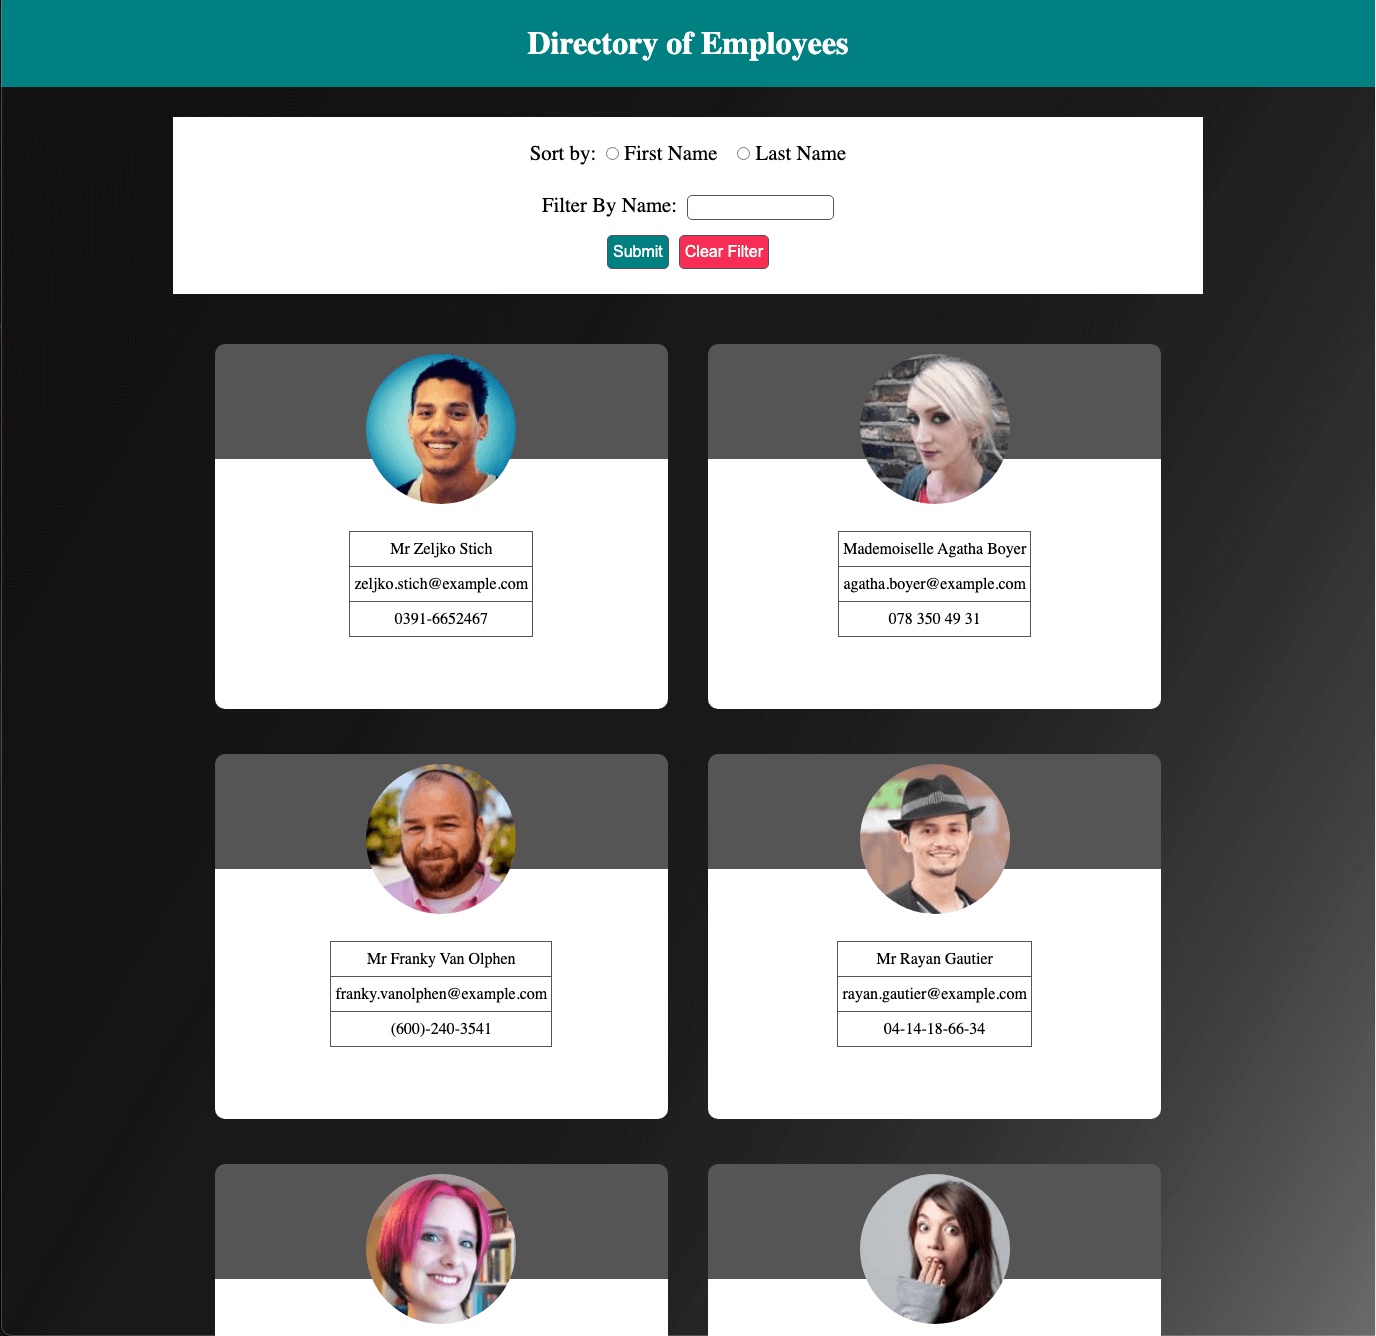 Directory of Employees
Sort by: First Name Last Name
Filter By Name:
Submit Clear Filter
Mr Zeljko Stich
zeljko.stich@example.com
0391-6652467
Mademoiselle Agatha Boyer
agatha.boyer@example.com
078 350 49 31
Mr Franky Van Olphen
franky.vanolphen@example.com
(600)-240-3541
Mr Rayan Gautier
rayan.gautier@example.com
04-14-18-66-34